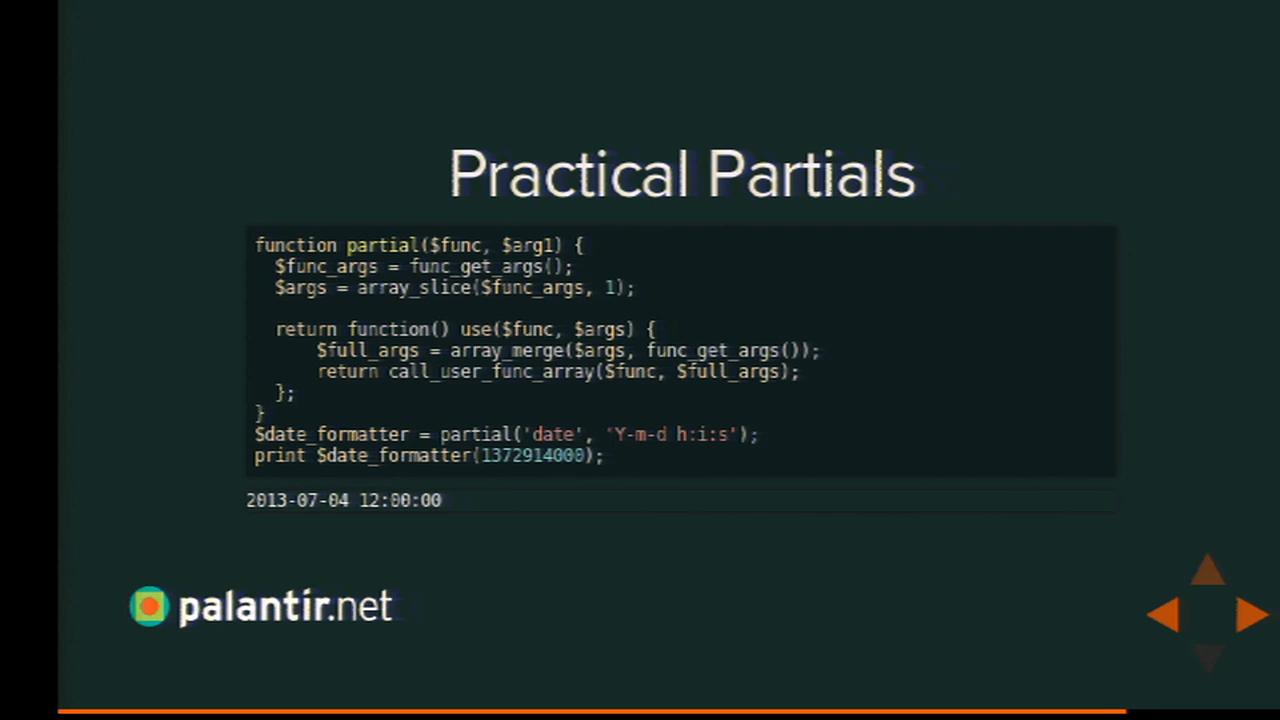 Practical Partials
function partial($func, $arg1) {
  $func_args = func_get_args();
  $args = array_slice($func_args, 1);

  return function() use($func, $args) {
      $full_args = array_merge($args, func_get_args());
      return call_user_func_array($func, $full_args);
  };
}
$date_formatter = partial('date', 'Y-m-d h:i:s');
print $date_formatter(1372914000);
2013-07-04 12:00:00
palantir.net